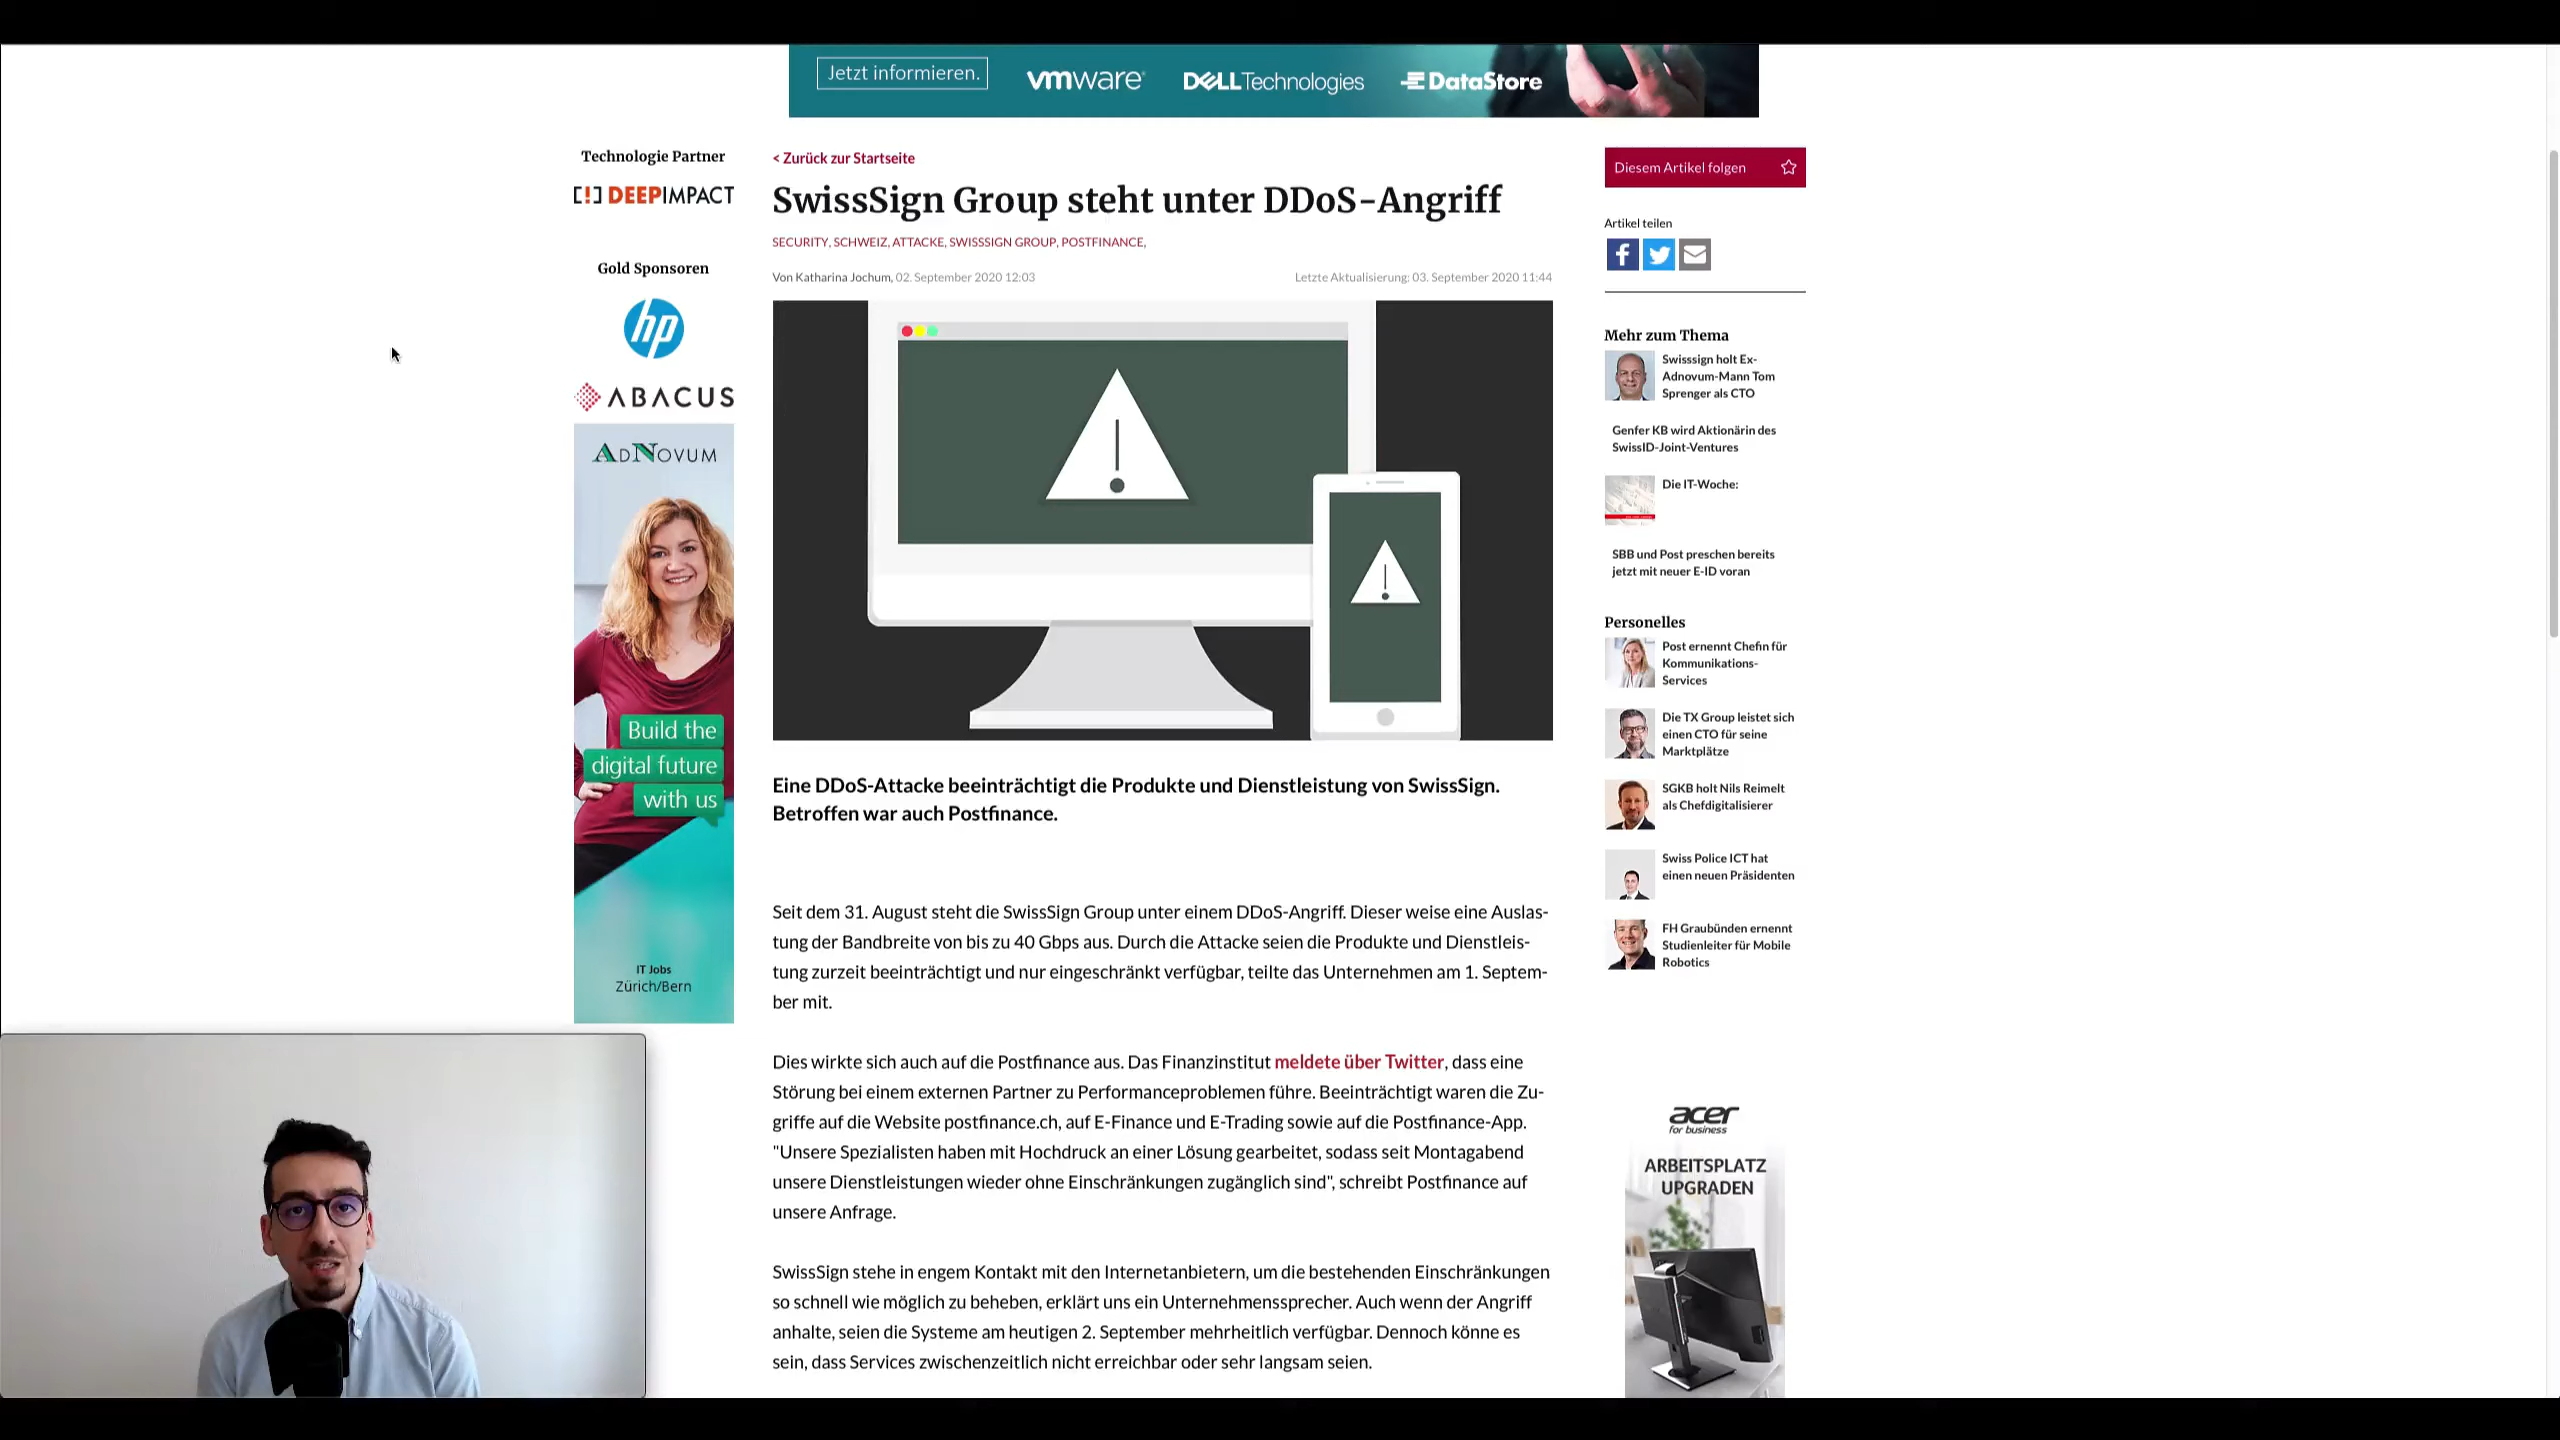 Jetzt informieren.
vmware
DELLTechnologies
DataStore
Technologie Partner
[!] DEEPIMPACT
Gold Sponsoren
hp
ABACUS
ADNOVUM
Build the
digital future
with us
IT Jobs
Zürich/Bern
< Zurück zur Startseite
SwissSign Group steht unter DDoS-Angriff
SECURITY, SCHWEIZ, ATTACKE, SWISSSIGN GROUP, POSTFINANCE,
Von Katharina Jochum, 02. September 2020 12:03
Letzte Aktualisierung: 03. September 2020 11:44
Eine DDoS-Attacke beeinträchtigt die Produkte und Dienstleistung von SwissSign.
Betroffen war auch Postfinance.
Seit dem 31. August steht die SwissSign Group unter einem DDoS-Angriff. Dieser weise eine Auslas-
tung der Bandbreite von bis zu 40 Gbps aus. Durch die Attacke seien die Produkte und Dienstleis-
tung zurzeit beeinträchtigt und nur eingeschränkt verfügbar, teilte das Unternehmen am 1. Septem-
ber mit.
Dies wirkte sich auch auf die Postfinance aus. Das Finanzinstitut meldete über Twitter, dass eine
Störung bei einem externen Partner zu Performanceproblemen führe. Beeinträchtigt waren die Zu-
griffe auf die Website postfinance.ch, auf E-Finance und E-Trading sowie auf die Postfinance-App.
"Unsere Spezialisten haben mit Hochdruck an einer Lösung gearbeitet, sodass seit Montagabend
unsere Dienstleistungen wieder ohne Einschränkungen zugänglich sind", schreibt Postfinance auf
unsere Anfrage.
SwissSign stehe in engem Kontakt mit den Internetanbietern, um die bestehenden Einschränkungen
so schnell wie möglich zu beheben, erklärt uns ein Unternehmenssprecher. Auch wenn der Angriff
anhalte, seien die Systeme am heutigen 2. September mehrheitlich verfügbar. Dennoch könne es
sein, dass Services zwischenzeitlich nicht erreichbar oder sehr langsam seien.
Diesem Artikel folgen
Artikel teilen
Mehr zum Thema
Swisssign holt Ex-
Adnovum-Mann Tom
Sprenger als CTO
Genfer KB wird Aktionärin des
SwissID-Joint-Ventures
Die IT-Woche:
SBB und Post preschen bereits
jetzt mit neuer E-ID voran
Personelles
Post ernennt Chefin für
Kommunikations-
Services
Die TX Group leistet sich
einen CTO für seine
Marktplätze
SGKB holt Nils Reimelt
als Chefdigitalisierer
Swiss Police ICT hat
einen neuen Präsidenten
FH Graubünden ernennt
Studienleiter für Mobile
Robotics
acer
for business
ARBEITSPLATZ
UPGRADEN